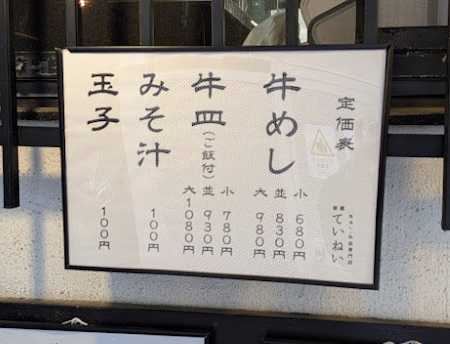 定価表
牛めし
小 680円
並 830円
大 980円
牛皿(ご飯付)
小 780円
並 930円
大 1080円
みそ汁
100円
玉子
100円
ていねい